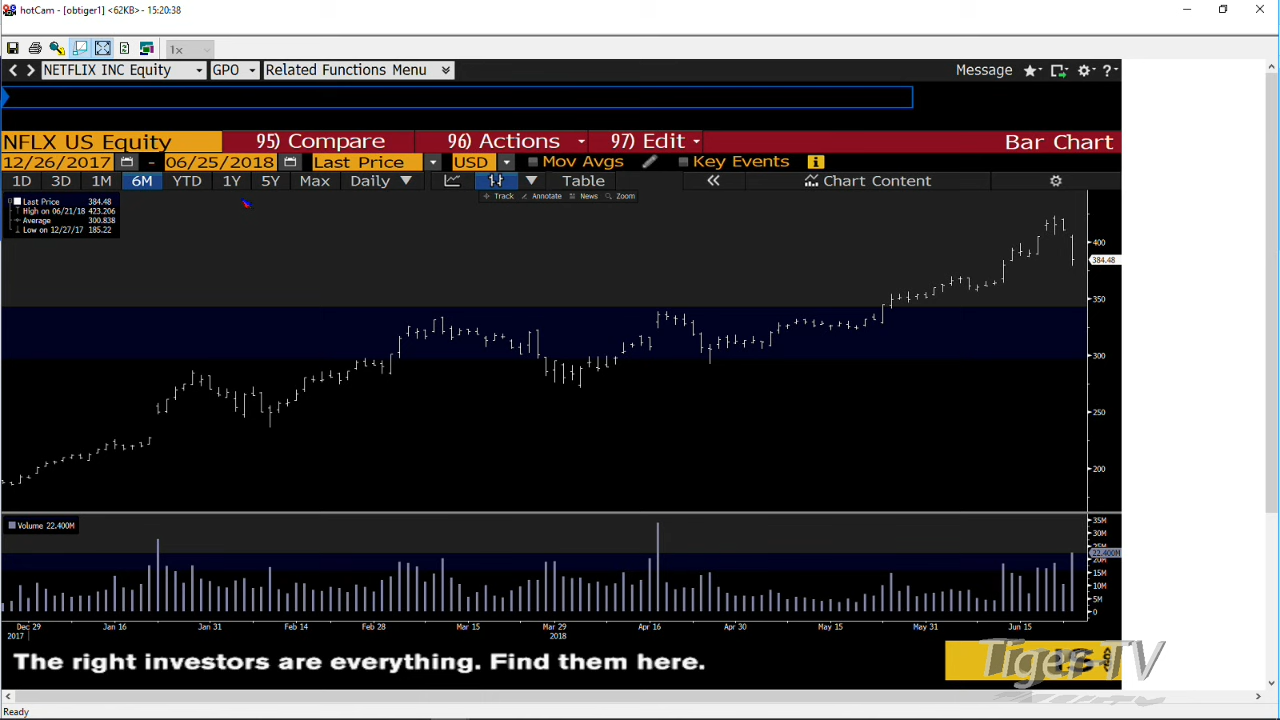 hotCam - [obtiger1] <62KB> - 15:20:38
1x
NETFLIX INC Equity GPO Related Functions Menu Message
NFLX US Equity 95) Compare 96) Actions 97) Edit Bar Chart
12/26/2017 - 06/25/2018 Last Price USD Mov Avgs Key Events
1D 3D 1M 6M YTD 1Y 5Y Max Daily Table Chart Content
Track Annotate News Zoom
Last Price 384.48
High on 06/21/18 423.206
Average 300.838
Low on 12/27/17 185.22
400
384.48
350
300
250
200
Volume 22.400M
35M
30M
25M
22.400M
20M
15M
10M
5M
0
Dec 29 Jan 16 Jan 31 Feb 14 Feb 28 Mar 15 Mar 29 Apr 16 Apr 30 May 15 May 31 Jun 15
2017 2018
The right investors are everything. Find them here.
Tiger-TV
Ready